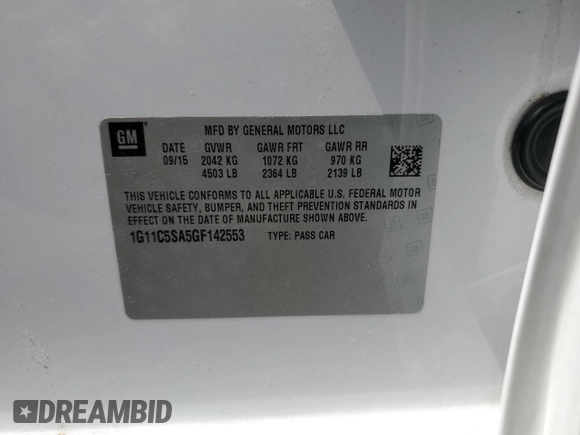 GM
MFD BY GENERAL MOTORS LLC
DATE GVWR GAWR FRT GAWR RR
09/15 2042 KG 1072 KG 970 KG
4503 LB 2364 LB 2139 LB
THIS VEHICLE CONFORMS TO ALL APPLICABLE U.S. FEDERAL MOTOR
VEHICLE SAFETY, BUMPER, AND THEFT PREVENTION STANDARDS IN
EFFECT ON THE DATE OF MANUFACTURE SHOWN ABOVE.
1G11C5SA5GF142553 TYPE: PASS CAR
DREAMBID